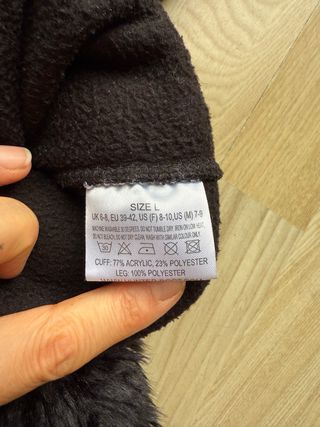 SIZE L
UK 6-8, EU 39-42, US (F) 8-10, US (M) 7-9
MACHINE WASHABLE 30 DEGREES. DO NOT TUMBLE DRY. IRON ON LOW HEAT.
DO NOT BLEACH. DO NOT DRY CLEAN. WASH WITH SIMILAR COLOUR ONLY.
30
CUFF: 77% ACRYLIC, 23% POLYESTER
LEG: 100% POLYESTER